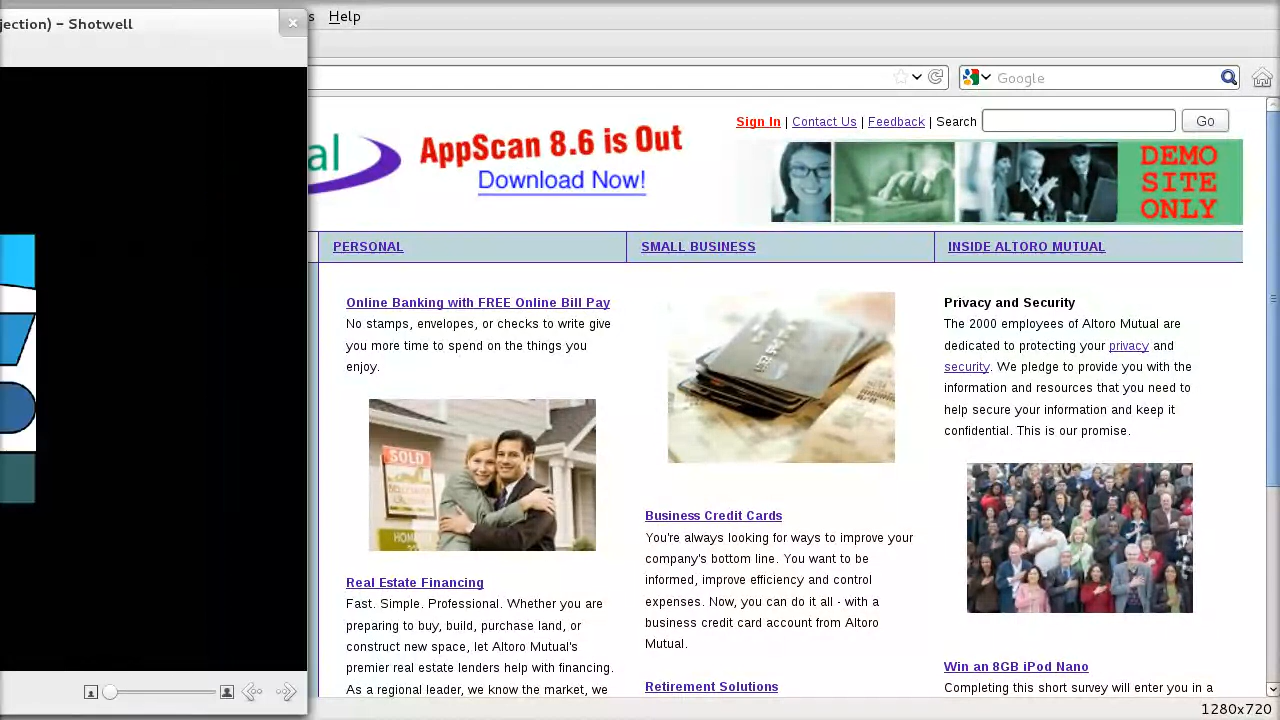 jection) – Shotwell
s Help
Google
al
AppScan 8.6 is Out
Download Now!
Sign In | Contact Us | Feedback | Search
Go
DEMO
SITE
ONLY
PERSONAL
SMALL BUSINESS
INSIDE ALTORO MUTUAL
Online Banking with FREE Online Bill Pay
No stamps, envelopes, or checks to write give
you more time to spend on the things you
enjoy.
SOLD
Real Estate Financing
Fast. Simple. Professional. Whether you are
preparing to buy, build, purchase land, or
construct new space, let Altoro Mutual's
premier real estate lenders help with financing.
As a regional leader, we know the market, we
Business Credit Cards
You're always looking for ways to improve your
company's bottom line. You want to be
informed, improve efficiency and control
expenses. Now, you can do it all - with a
business credit card account from Altoro
Mutual.
Retirement Solutions
Privacy and Security
The 2000 employees of Altoro Mutual are
dedicated to protecting your privacy and
security. We pledge to provide you with the
information and resources that you need to
help secure your information and keep it
confidential. This is our promise.
Win an 8GB iPod Nano
Completing this short survey will enter you in a
1280x720